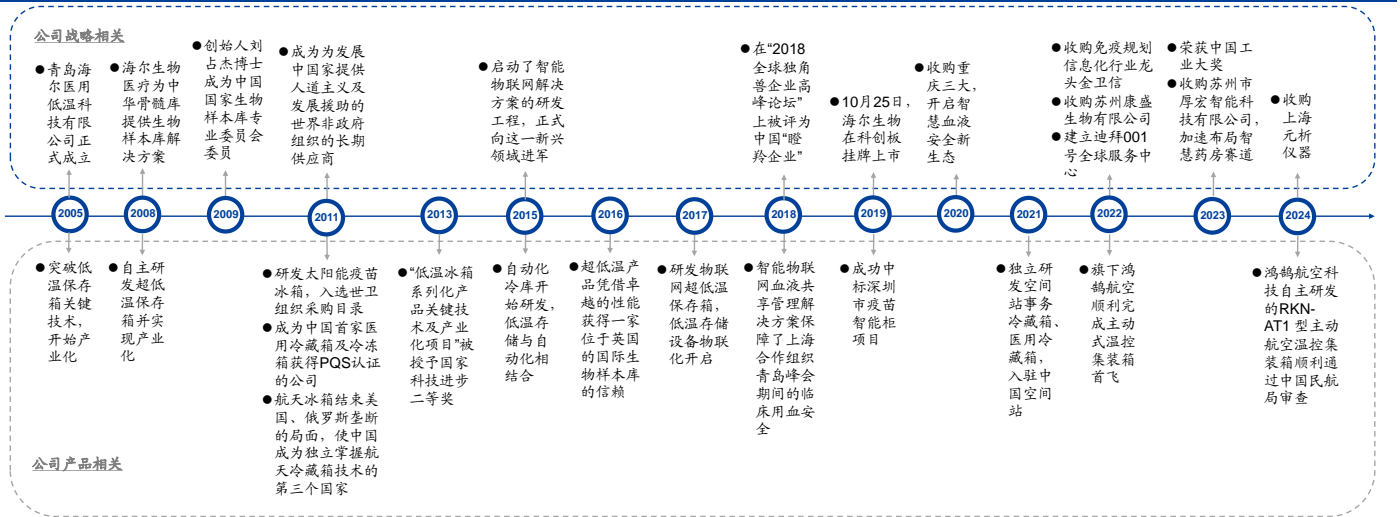 公司战略相关
青岛海
尔医用
低温科
技有限
公司正
式成立
海尔生物
医疗为中
华骨髓库
提供生物
样本库解
决方案
创始人刘
占杰博士
成为中国
国家生物
样本库专
业委员会
委员
成为为发展
中国家提供
人道主义及
发展援助的
世界非政府
组织的长期
供应商
启动了智能
物联网解决
方案的研发
工程，正式
向这一新兴
领域进军
在“2018
全球独角
兽企业高
峰论坛”
上被评为
中国“瞪
羚企业”
10月25日，
海尔生物
在科创板
挂牌上市
收购重
庆三大，
开启智
慧血液
安全新
生态
收购免疫规划
信息化行业龙
头金卫信
收购苏州康盛
生物有限公司
建立迪拜001
号全球服务中
心
荣获中国工
业大奖
收购苏州市
厚宏智能科
技有限公司，
加速布局智
慧药房赛道
收购
上海
元析
仪器
2005
2008
2009
2011
2013
2015
2016
2017
2018
2019
2020
2021
2022
2023
2024
突破低
温保存
箱关键
技术，
开始产
业化
自主研
发超低
温保存
箱并实
现产业
化
研发太阳能疫苗
冰箱，入选世卫
组织采购目录
成为中国首家医
用冷藏箱及冷冻
箱获得PQS认证
的公司
航天冰箱结束美
国、俄罗斯垄断
的局面，使中国
成为独立掌握航
天冷藏箱技术的
第三个国家
“低温冰箱
系列化产
品关键技
术及产业
化项目”被
授予国家
科技进步
二等奖
自动化
冷库开
始研发，
低温存
储与自
动化相
结合
超低温产
品凭借卓
越的性能
获得一家
位于英国
的国际生
物样本库
的信赖
研发物联
网超低温
保存箱，
低温存储
设备物联
化开启
智能物联
网血液共
享管理解
决方案保
障了上海
合作组织
青岛峰会
期间的临
床用血安
全
成功中
标深圳
市疫苗
智能柜
项目
独立研
发空间
站事务
冷藏箱、
医用冷
藏箱，
入驻中
国空间
站
旗下鸿
鹄航空
顺利完
成主动
式温控
集装箱
首飞
鸿鹄航空科
技自主研发
的RKN-
AT1 型主动
航空温控集
装箱顺利通
过中国民航
局审查
公司产品相关